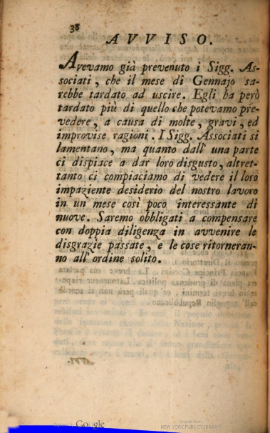 38
AVVISO.
Avevamo già prevenuto i Sigg. As-
sociati, che il mese di Gennajo sa-
rebbe tardato ad uscire. Egli ha però
tardato più di quello che potevamo pre-
vedere, a causa di molte, gravi, ed
improvise ragioni. I Sigg. Associati si
lamentano, ma quanto dall' una parte
ci dispiace a dar loro disgusto, altret-
tanto ci compiaciamo di vedere il loro
impaziente desiderio del nostro lavoro
in un mese così poco interessante di
nuove. Saremo obbligati a compensare
con doppia diligenza in avvenire le
disgrazie passate, e le cose ritorneran-
no all' ordine solito.
Google